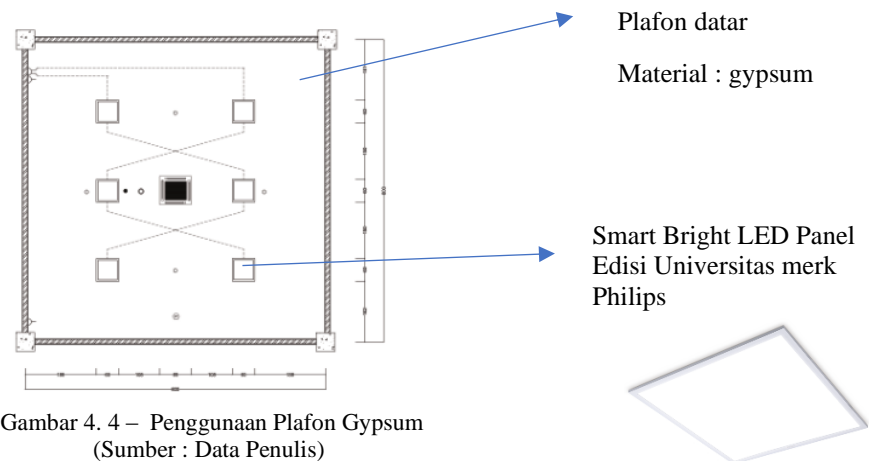 Plafon datar
Material : gypsum
Smart Bright LED Panel
Edisi Universitas merk
Philips
Gambar 4. 4 – Penggunaan Plafon Gypsum
(Sumber : Data Penulis)